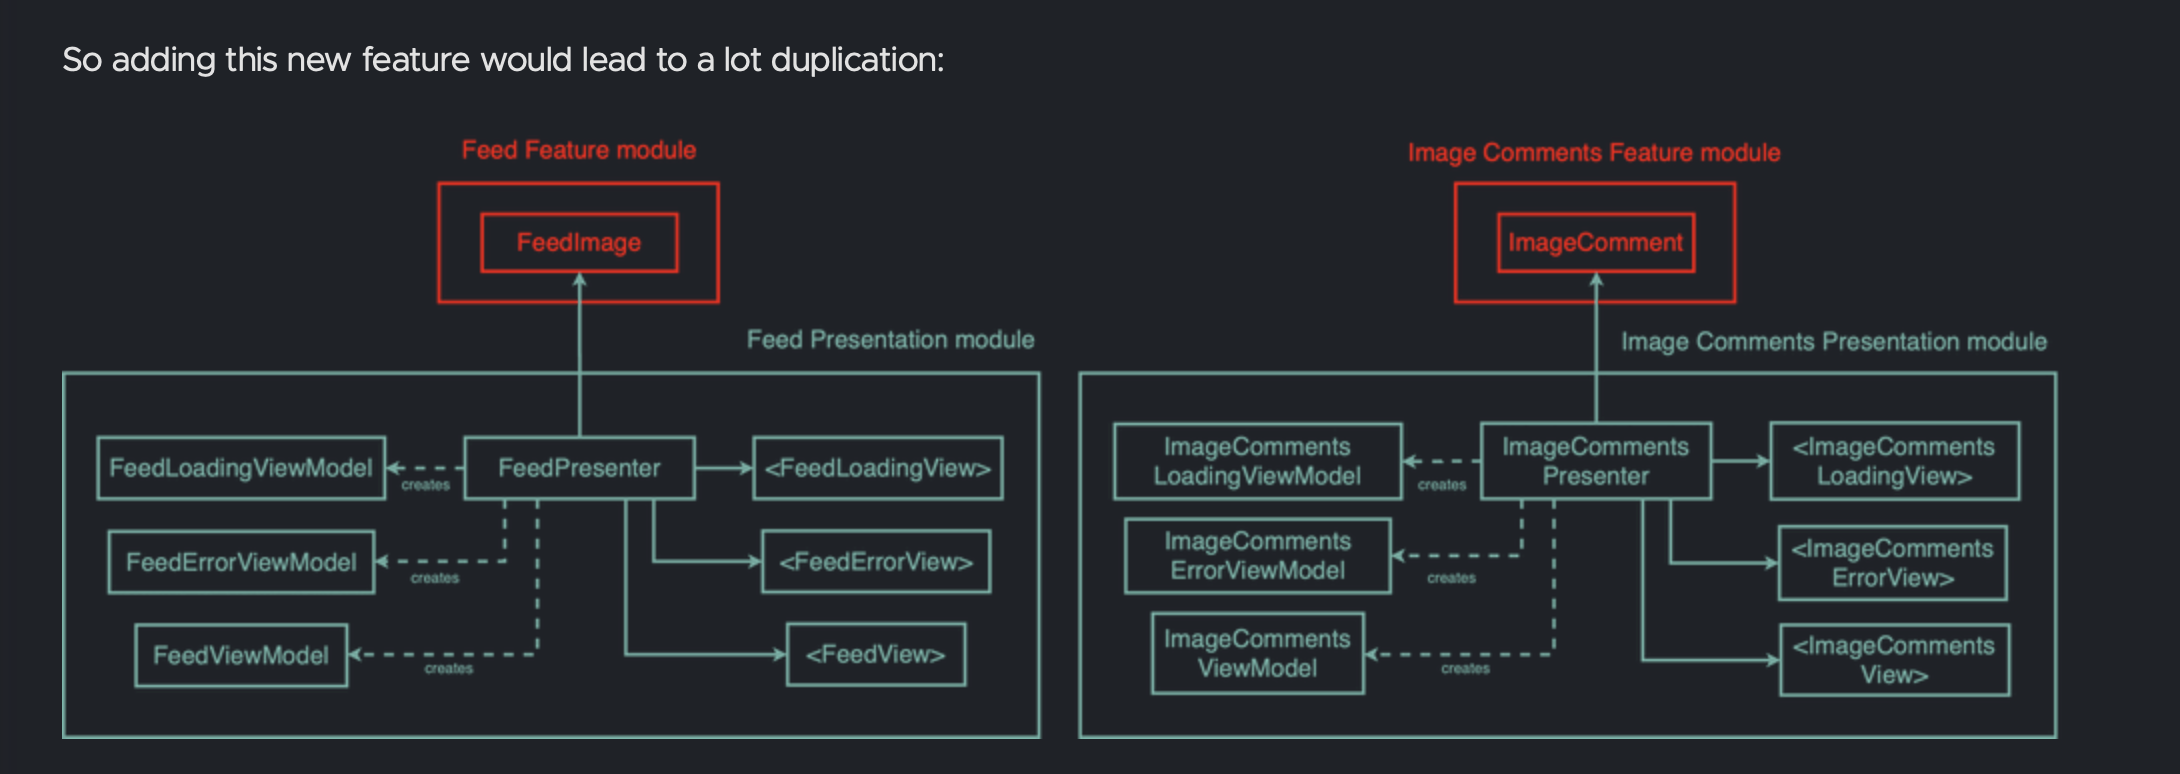 So adding this new feature would lead to a lot duplication:
Feed Feature module
FeedImage
Feed Presentation module
FeedLoadingViewModel
creates
FeedPresenter
<FeedLoadingView>
FeedErrorViewModel
creates
<FeedErrorView>
FeedViewModel
creates
<FeedView>
Image Comments Feature module
ImageComment
Image Comments Presentation module
ImageComments
LoadingViewModel
creates
ImageComments
Presenter
<ImageComments
LoadingView>
ImageComments
ErrorViewModel
creates
<ImageComments
ErrorView>
ImageComments
ViewModel
creates
<ImageComments
View>